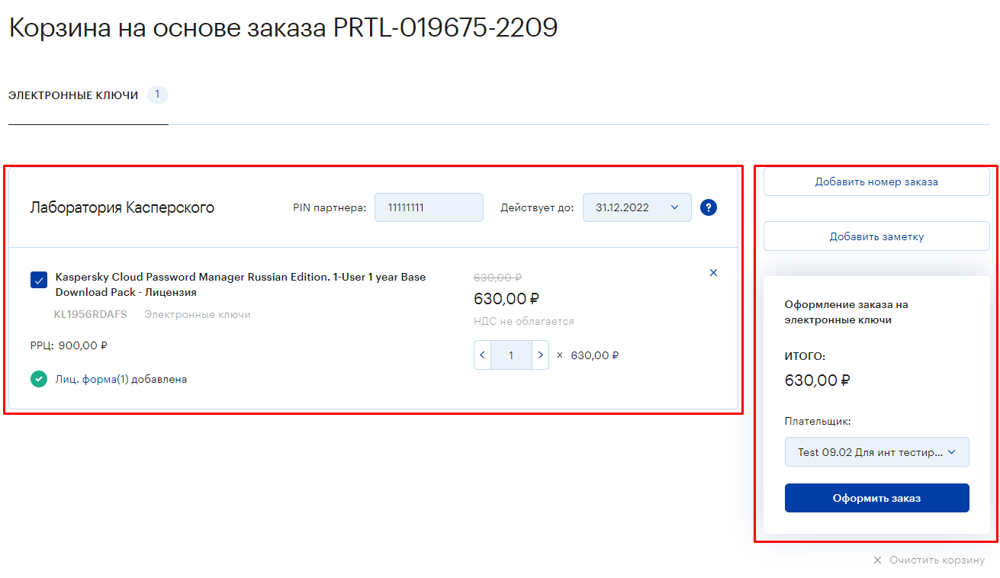 Корзина на основе заказа PRTL-019675-2209
ЭЛЕКТРОННЫЕ КЛЮЧИ 1
Лаборатория Касперского PIN партнера: 11111111 Действует до: 31.12.2022 ?
Kaspersky Cloud Password Manager Russian Edition. 1-User 1 year Base
Download Pack - Лицензия
KL1956RDAFS Электронные ключи
РРЦ: 900,00 ₽
Лиц. форма(1) добавлена
630,00 ₽
630,00 ₽
НДС не облагается
1 × 630,00 ₽
Добавить номер заказа
Добавить заметку
Оформление заказа на
электронные ключи
ИТОГО:
630,00 ₽
Плательщик:
Test 09.02 Для инт тестир...
Оформить заказ
Очистить корзину